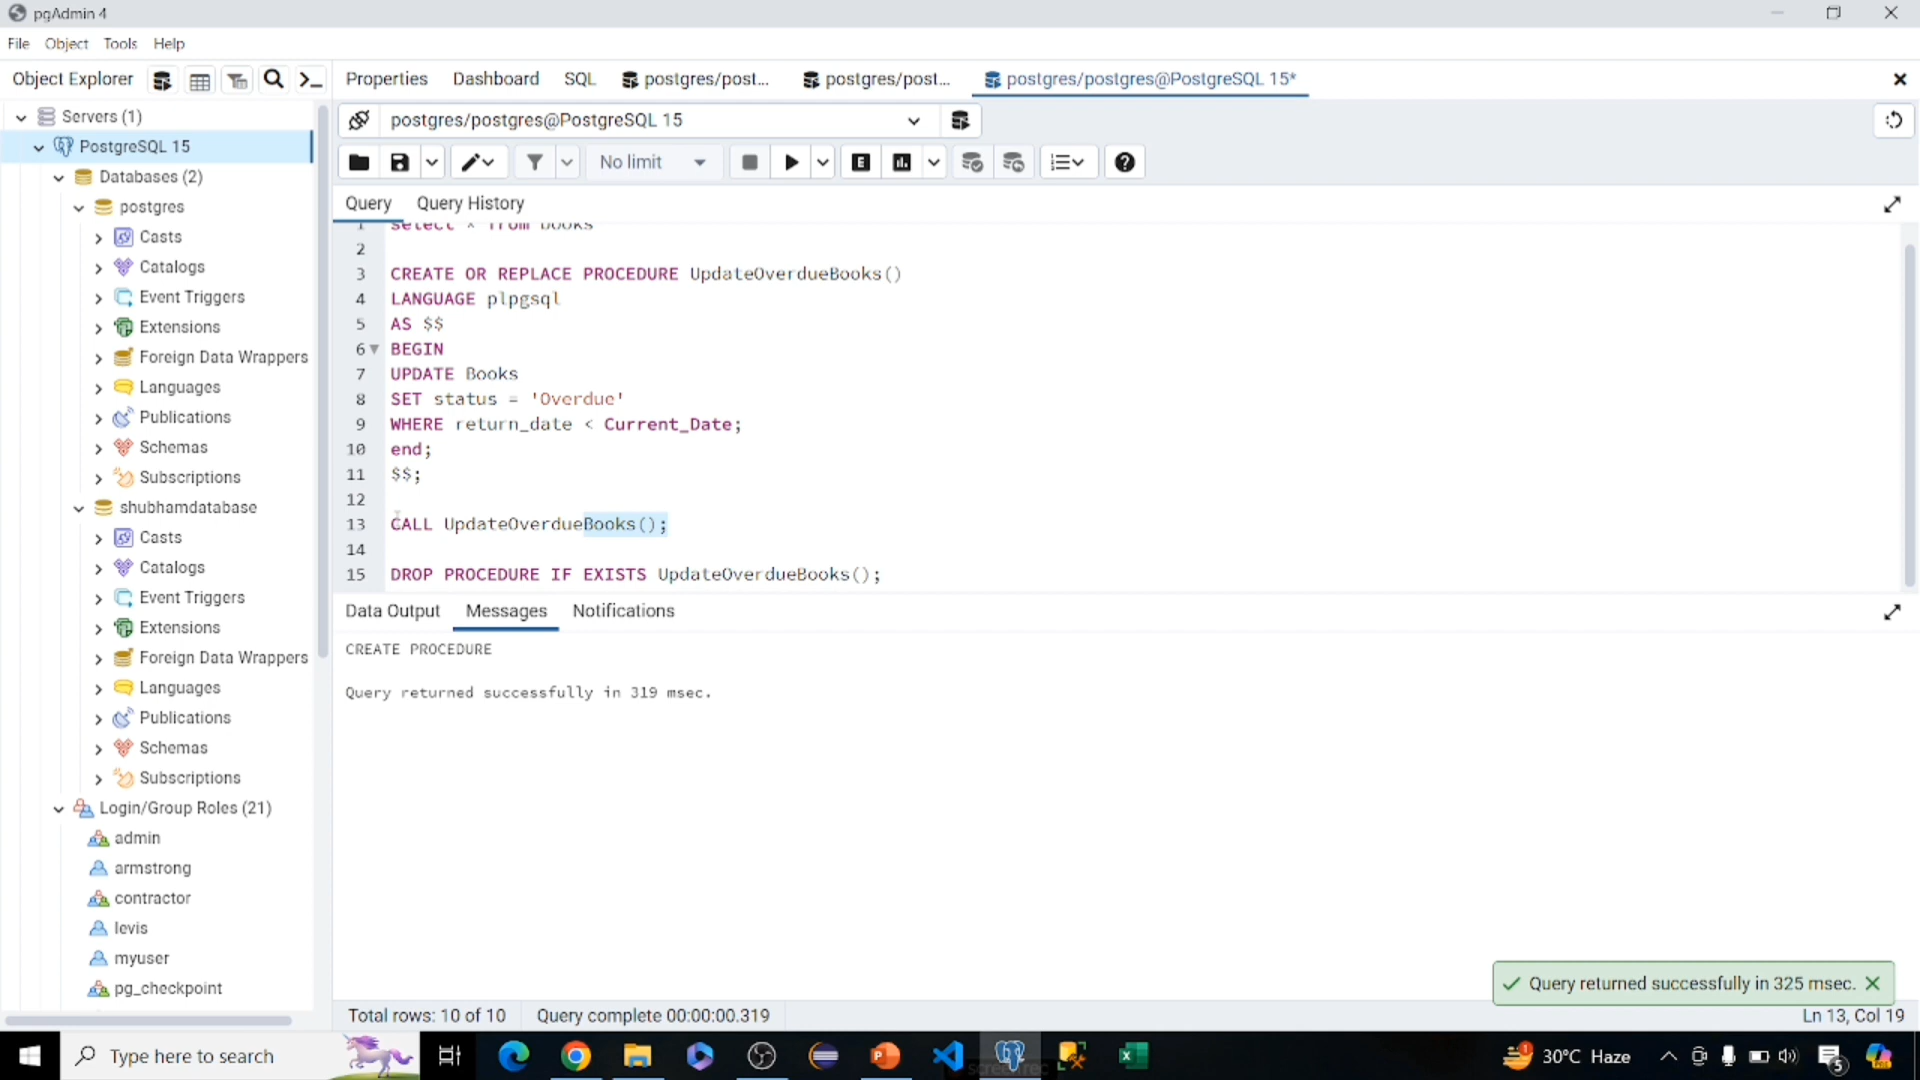 pgAdmin 4
File Object Tools Help
Object Explorer
Properties Dashboard SQL postgres/post... postgres/post... postgres/postgres@PostgreSQL 15*
Servers (1)
PostgreSQL 15
Databases (2)
postgres
Casts
Catalogs
Event Triggers
Extensions
Foreign Data Wrappers
Languages
Publications
Schemas
Subscriptions
shubhamdatabase
Casts
Catalogs
Event Triggers
Extensions
Foreign Data Wrappers
Languages
Publications
Schemas
Subscriptions
Login/Group Roles (21)
admin
armstrong
contractor
levis
myuser
pg_checkpoint
postgres/postgres@PostgreSQL 15
No limit
E
Query Query History
1 select * from books
2
3 CREATE OR REPLACE PROCEDURE UpdateOverdueBooks()
4 LANGUAGE plpgsql
5 AS $$
6 BEGIN
7 UPDATE Books
8 SET status = 'Overdue'
9 WHERE return_date < Current_Date;
10 end;
11 $$;
12
13 CALL UpdateOverdueBooks();
14
15 DROP PROCEDURE IF EXISTS UpdateOverdueBooks();
Data Output Messages Notifications
CREATE PROCEDURE
Query returned successfully in 319 msec.
Query returned successfully in 325 msec.
Total rows: 10 of 10 Query complete 00:00:00.319 Ln 13, Col 19
Type here to search
30°C Haze
5